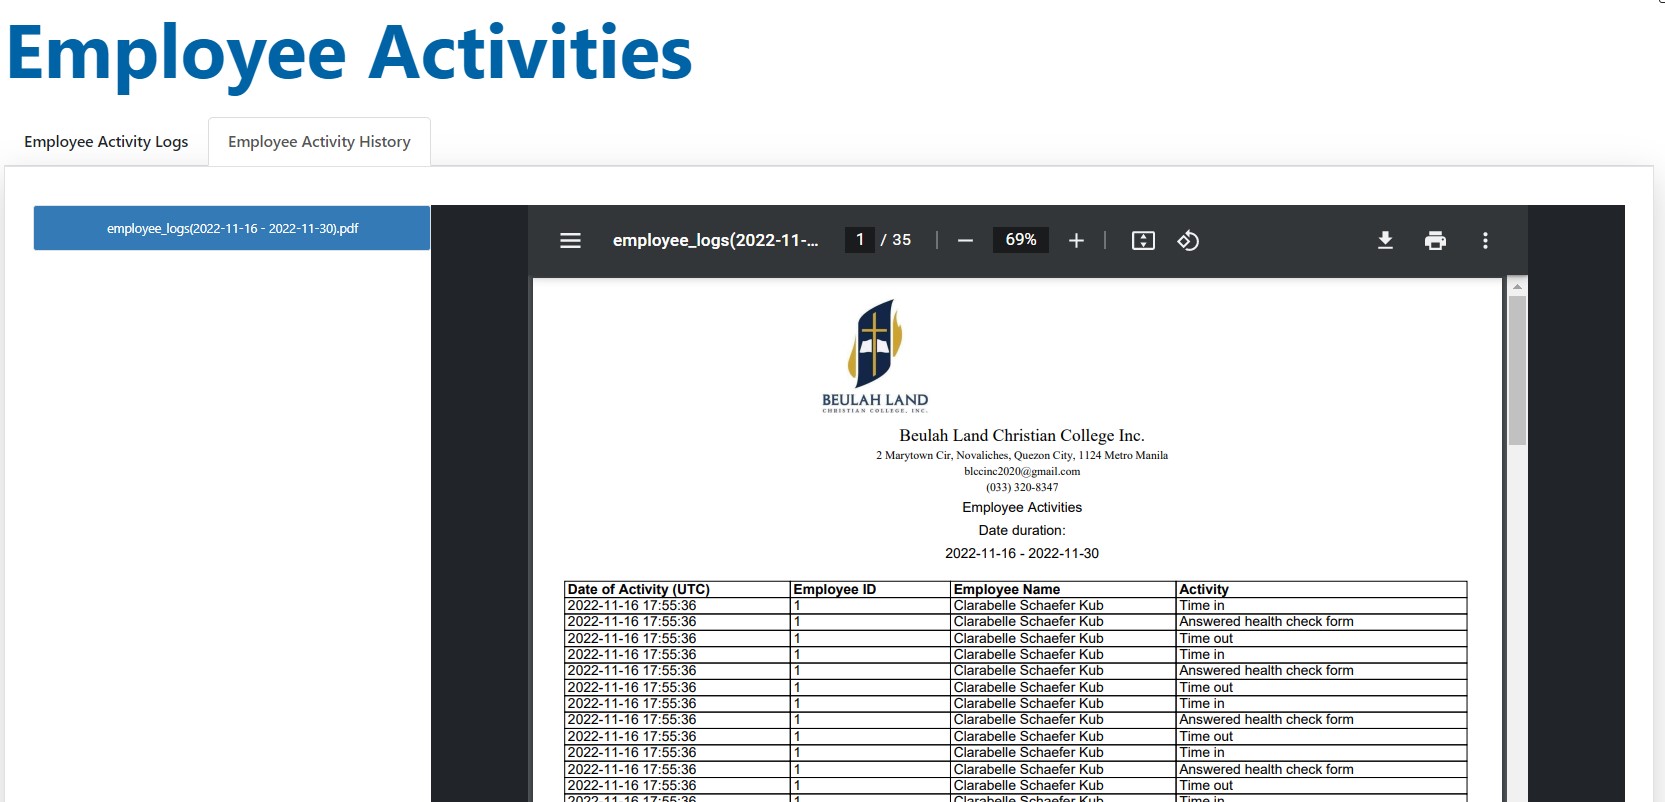 Employee Activities
Employee Activity Logs Employee Activity History
employee_logs(2022-11-16 - 2022-11-30).pdf
employee_logs(2022-11-... 1 / 35 69%
BEULAH LAND
CHRISTIAN COLLEGE, INC.
Beulah Land Christian College Inc.
2 Marytown Cir, Novaliches, Quezon City, 1124 Metro Manila
blccinc2020@gmail.com
(033) 320-8347
Employee Activities
Date duration:
2022-11-16 - 2022-11-30
Date of Activity (UTC) Employee ID Employee Name Activity
2022-11-16 17:55:36 1 Clarabelle Schaefer Kub Time in
2022-11-16 17:55:36 1 Clarabelle Schaefer Kub Answered health check form
2022-11-16 17:55:36 1 Clarabelle Schaefer Kub Time out
2022-11-16 17:55:36 1 Clarabelle Schaefer Kub Time in
2022-11-16 17:55:36 1 Clarabelle Schaefer Kub Answered health check form
2022-11-16 17:55:36 1 Clarabelle Schaefer Kub Time out
2022-11-16 17:55:36 1 Clarabelle Schaefer Kub Time in
2022-11-16 17:55:36 1 Clarabelle Schaefer Kub Answered health check form
2022-11-16 17:55:36 1 Clarabelle Schaefer Kub Time out
2022-11-16 17:55:36 1 Clarabelle Schaefer Kub Time in
2022-11-16 17:55:36 1 Clarabelle Schaefer Kub Answered health check form
2022-11-16 17:55:36 1 Clarabelle Schaefer Kub Time out
2022-11-16 17:55:36 1 Clarabelle Schaefer Kub Time in